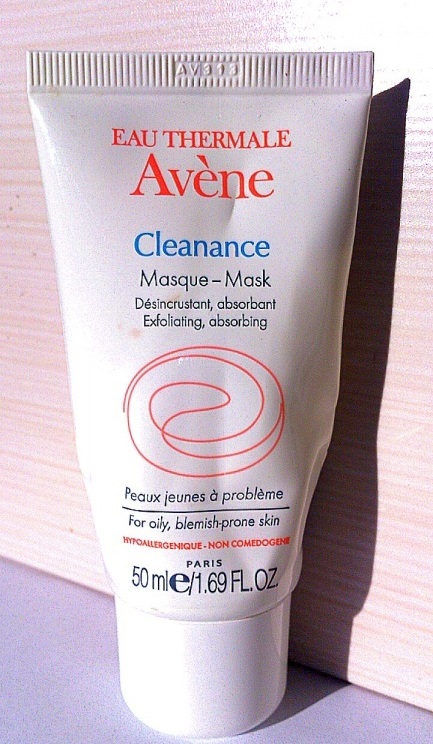 AV313
EAU THERMALE
Avène
Cleanance
Masque – Mask
Désincrustant, absorbant
Exfoliating, absorbing
Peaux jeunes à problème
For oily, blemish-prone skin
HYPOALLERGENIQUE - NON COMEDOGENE
PARIS
50 ml e/1.69 FL. OZ.